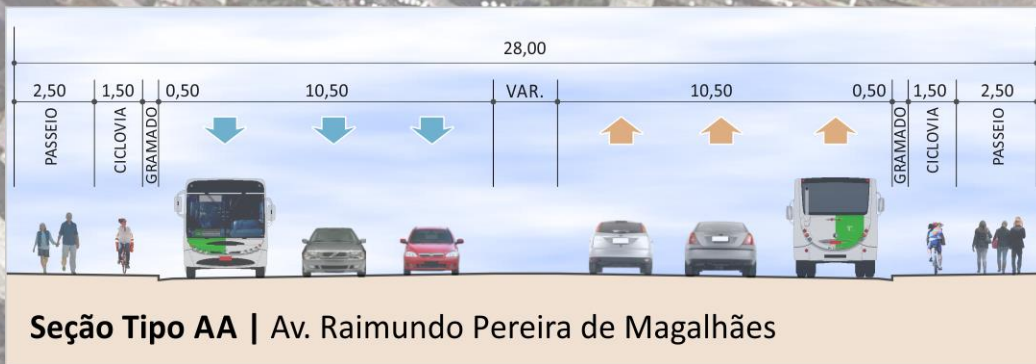 28,00
2,50 1,50 0,50 10,50 VAR. 10,50 0,50 1,50 2,50
PASSEIO CICLOVIA GRAMADO GRAMADO CICLOVIA PASSEIO
Seção Tipo AA | Av. Raimundo Pereira de Magalhães